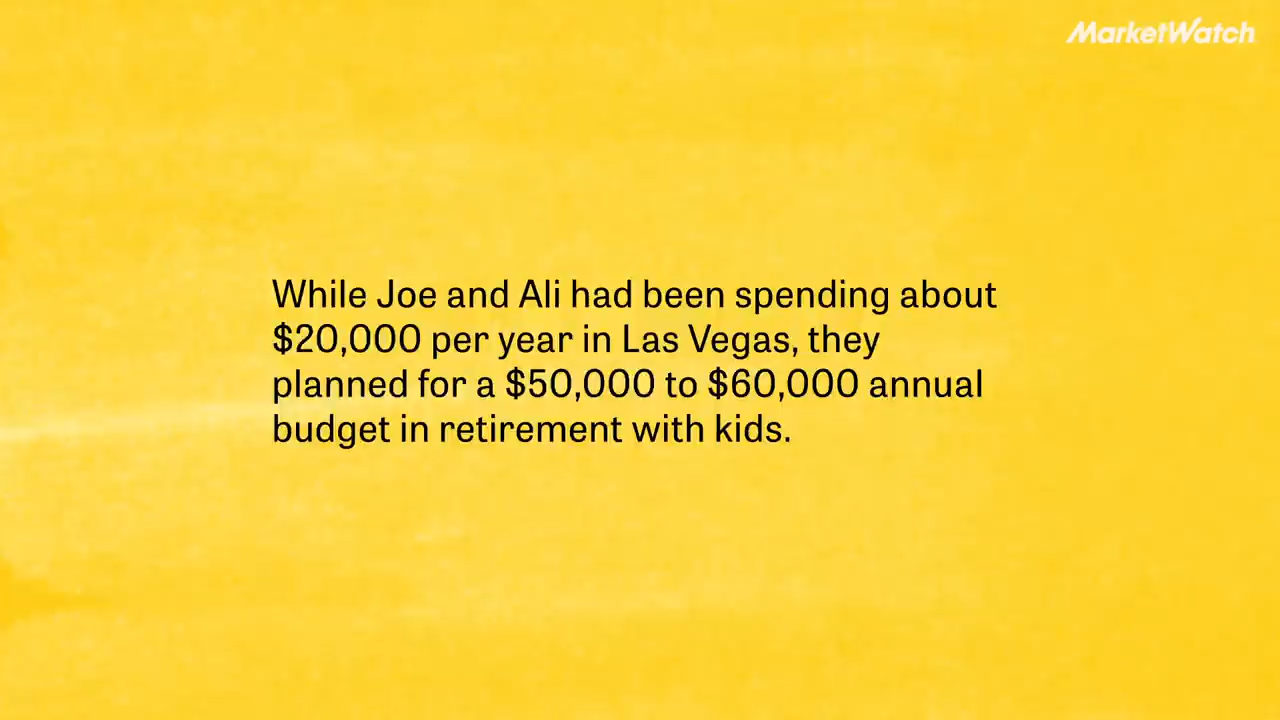 MarketWatch
While Joe and Ali had been spending about
$20,000 per year in Las Vegas, they
planned for a $50,000 to $60,000 annual
budget in retirement with kids.